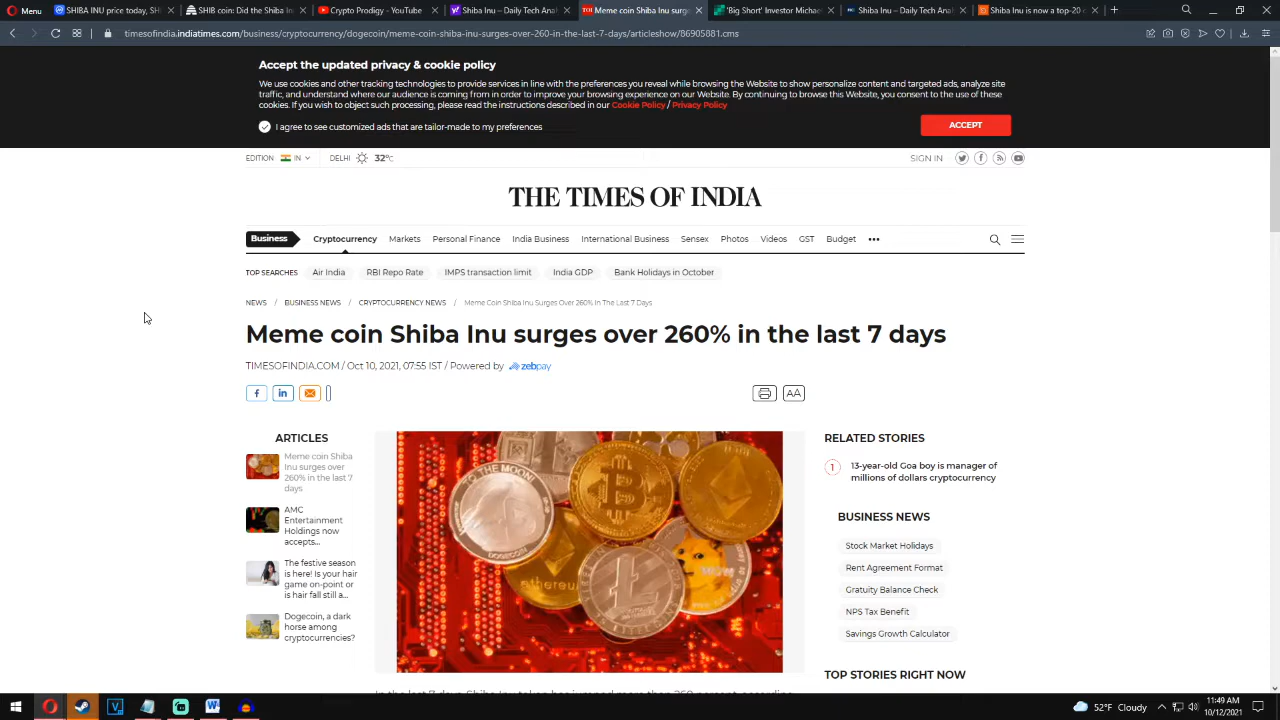 Menu
SHIBA INU price today, SH
SHIB coin: Did the Shiba In
Crypto Prodigy - YouTube
Shiba Inu – Daily Tech Anal
Meme coin Shiba Inu surge
'Big Short' Investor Michae
Shiba Inu – Daily Tech Anal
Shiba Inu is now a top-20 c
timesofindia.indiatimes.com/business/cryptocurrency/dogecoin/meme-coin-shiba-inu-surges-over-260-in-the-last-7-days/articleshow/86905881.cms
Accept the updated privacy & cookie policy
We use cookies and other tracking technologies to provide services in line with the preferences you reveal while browsing the Website to show personalize content and targeted ads, analyze site
traffic, and understand where our audience is coming from in order to improve your browsing experience on our Website. By continuing to browse this Website, you consent to the use of these
cookies. If you wish to object such processing, please read the instructions described in our Cookie Policy / Privacy Policy
I agree to see customized ads that are tailor-made to my preferences
ACCEPT
EDITION IN DELHI 32°C
SIGN IN
THE TIMES OF INDIA
Business Cryptocurrency Markets Personal Finance India Business International Business Sensex Photos Videos GST Budget •••
TOP SEARCHES Air India RBI Repo Rate IMPS transaction limit India GDP Bank Holidays in October
NEWS / BUSINESS NEWS / CRYPTOCURRENCY NEWS / Meme Coin Shiba Inu Surges Over 260% In The Last 7 Days
Meme coin Shiba Inu surges over 260% in the last 7 days
TIMESOFINDIA.COM / Oct 10, 2021, 07:55 IST / Powered by zebpay
AA
ARTICLES
Meme coin Shiba
Inu surges over
260% in the last 7
days
AMC
Entertainment
Holdings now
accepts...
The festive season
is here! Is your hair
game on-point or
is hair fall still a...
Dogecoin, a dark
horse among
cryptocurrencies?
TO THE MOON
DOGECOIN
ethereum
WOW
RELATED STORIES
1 13-year-old Goa boy is manager of
millions of dollars cryptocurrency
BUSINESS NEWS
Stock Market Holidays
Rent Agreement Format
Gratuity Balance Check
NPS Tax Benefit
Savings Growth Calculator
TOP STORIES RIGHT NOW
52°F Cloudy
11:49 AM
10/12/2021